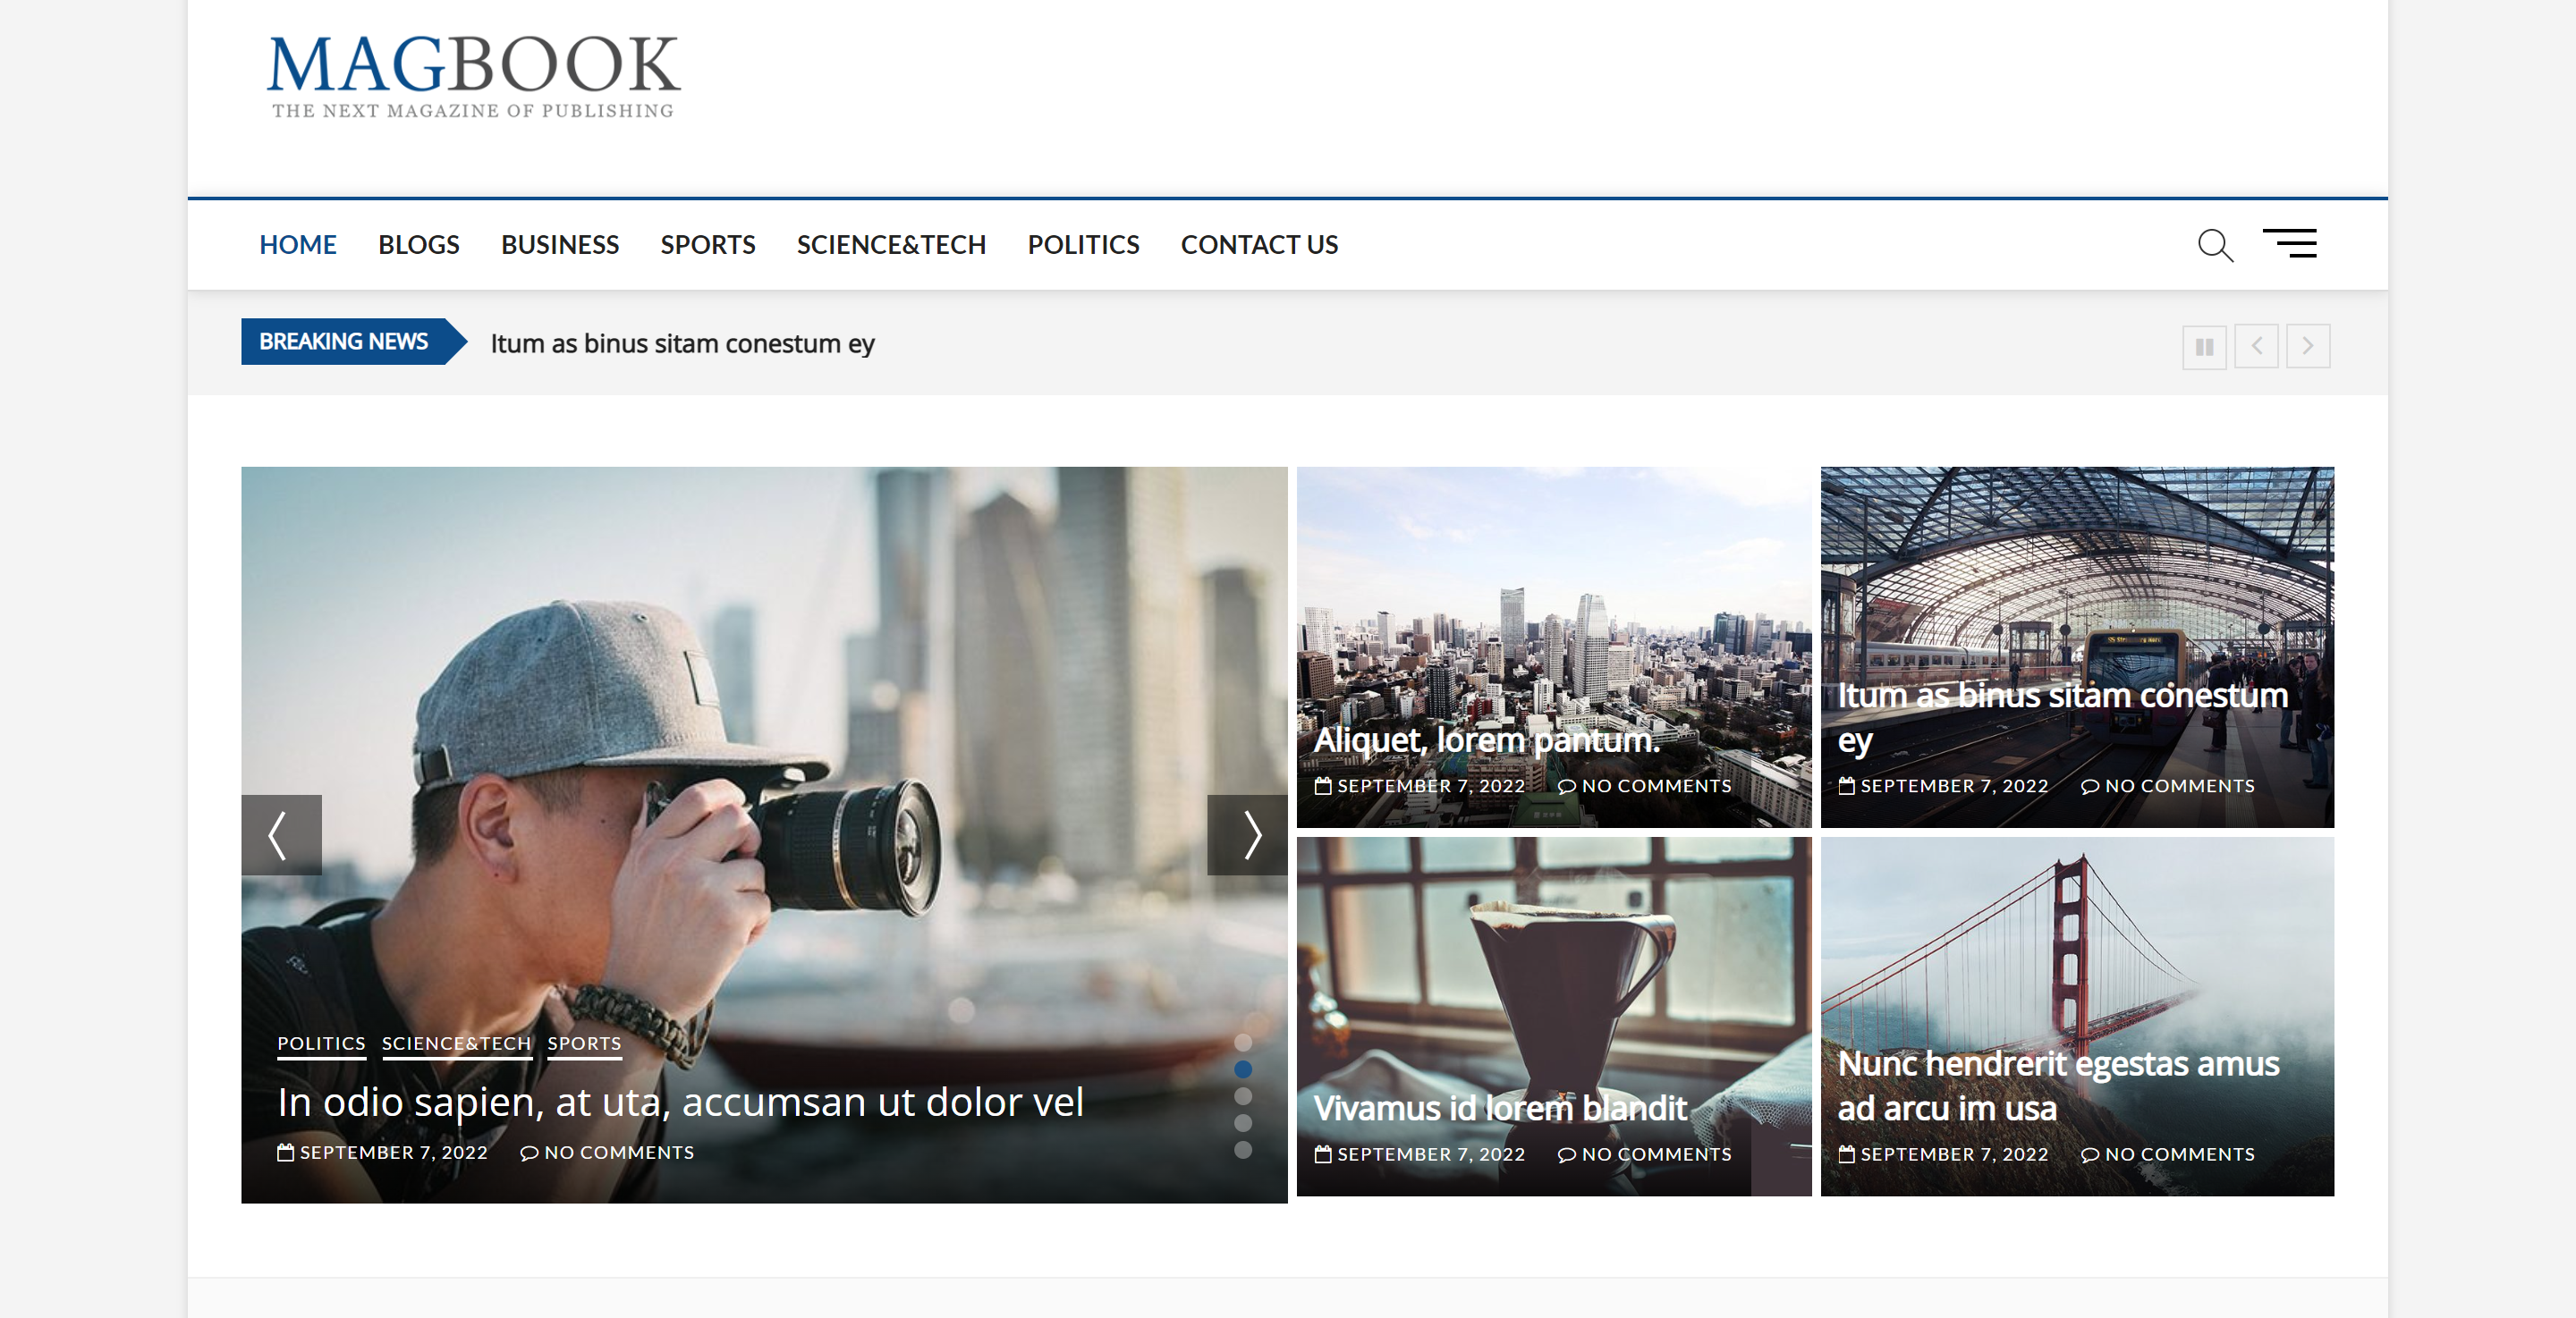 MAGBOOK
THE NEXT MAGAZINE OF PUBLISHING
HOME BLOGS BUSINESS SPORTS SCIENCE&TECH POLITICS CONTACT US
BREAKING NEWS Itum as binus sitam conestum ey
POLITICS SCIENCE&TECH SPORTS
In odio sapien, at uta, accumsan ut dolor vel
SEPTEMBER 7, 2022 NO COMMENTS
Aliquet, lorem pantum.
SEPTEMBER 7, 2022 NO COMMENTS
Itum as binus sitam conestum
ey
SEPTEMBER 7, 2022 NO COMMENTS
Vivamus id lorem blandit
SEPTEMBER 7, 2022 NO COMMENTS
Nunc hendrerit egestas amus
ad arcu im usa
SEPTEMBER 7, 2022 NO COMMENTS